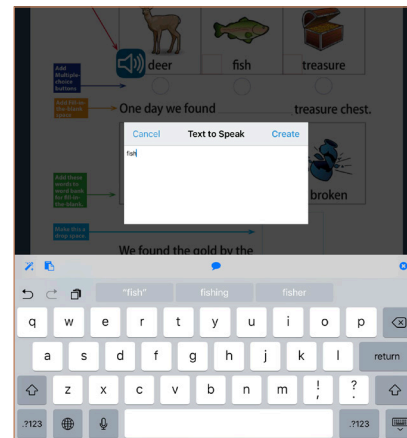 deer fish treasure
Add
Multiple-
choice
buttons
Add fill-in-
the-blank
space
One day we found treasure chest.
Cancel Text to Speak Create
fish
Add these
words to
word bank
for fill-in-
the-blank.
broken
Make this a
drop space
We found the gold by the
"fish" fishing fisher
q w e r t y u i o p
a s d f g h j k l return
z x c v b n m ! , ? .
.?123 .?123